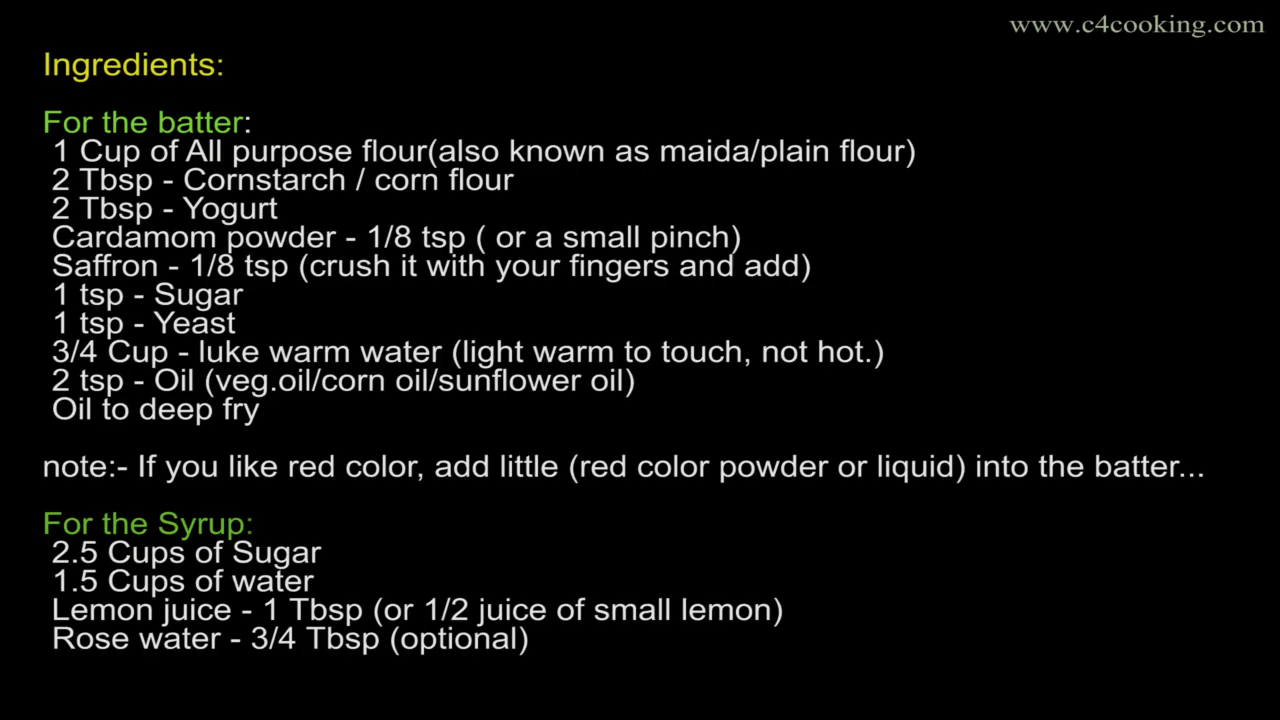 www.c4cooking.com
Ingredients:
For the batter:
1 Cup of All purpose flour(also known as maida/plain flour)
2 Tbsp - Cornstarch / corn flour
2 Tbsp - Yogurt
Cardamom powder - 1/8 tsp ( or a small pinch)
Saffron - 1/8 tsp (crush it with your fingers and add)
1 tsp - Sugar
1 tsp - Yeast
3/4 Cup - luke warm water (light warm to touch, not hot.)
2 tsp - Oil (veg.oil/corn oil/sunflower oil)
Oil to deep fry
note:- If you like red color, add little (red color powder or liquid) into the batter...
For the Syrup:
2.5 Cups of Sugar
1.5 Cups of water
Lemon juice - 1 Tbsp (or 1/2 juice of small lemon)
Rose water - 3/4 Tbsp (optional)